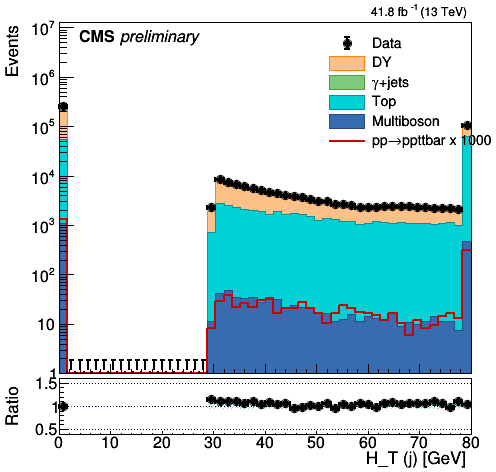 41.8 fb⁻¹ (13 TeV)
CMS preliminary
Events
Data
DY
γ+jets
Top
Multiboson
pp→ppttbar x 1000
10⁷
10⁶
10⁵
10⁴
10³
10²
10
1
Ratio
1.5
1
0.5
0 10 20 30 40 50 60 70 80
H_T (j) [GeV]